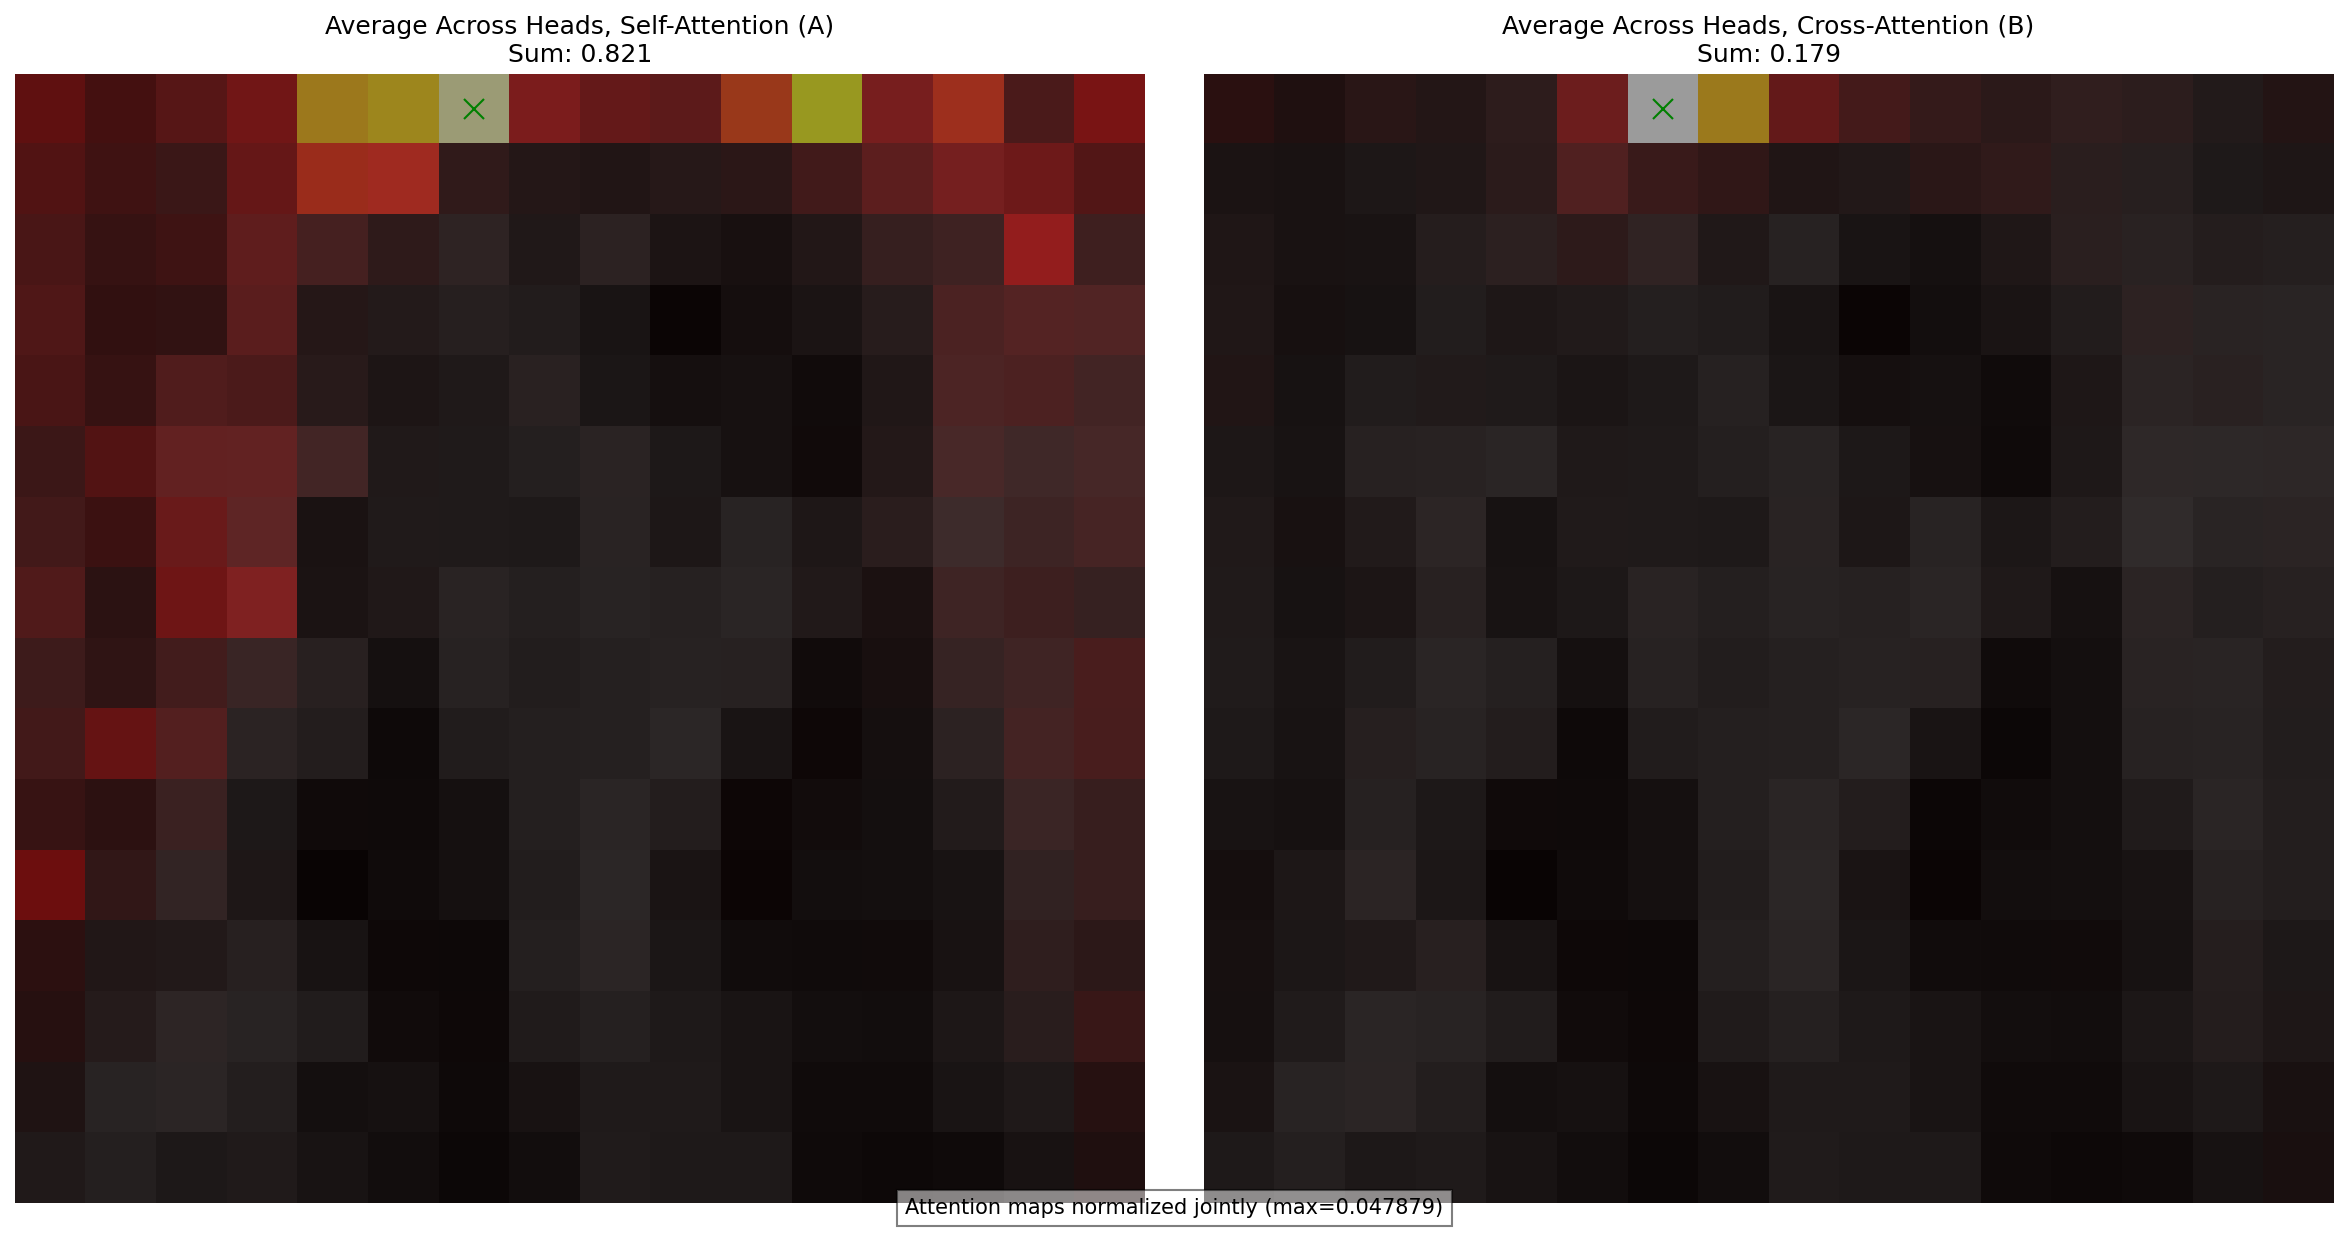 Average Across Heads, Self-Attention (A)
Sum: 0.821
Average Across Heads, Cross-Attention (B)
Sum: 0.179
Attention maps normalized jointly (max=0.047879)